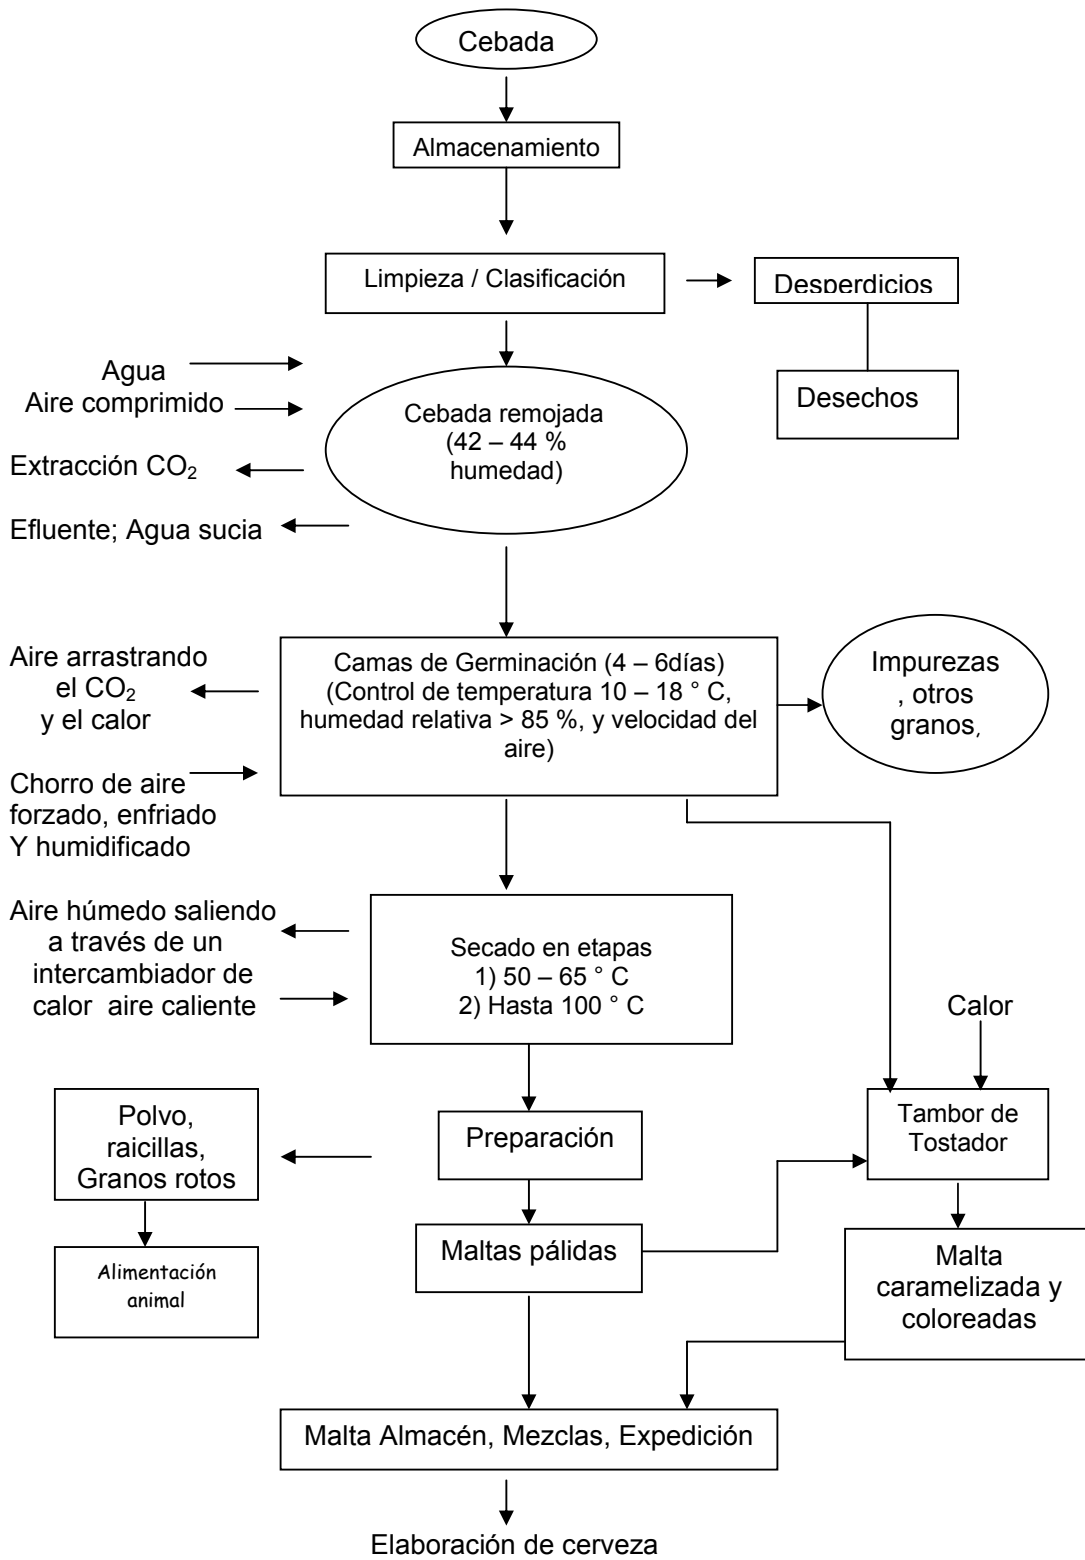 Cebada
Almacenamiento
Limpieza / Clasificación
Desperdicios
Desechos
Agua
Aire comprimido
Extracción CO₂
Efluente; Agua sucia
Cebada remojada
(42 – 44 %
humedad)
Aire arrastrando
el CO₂
y el calor
Chorro de aire
forzado, enfriado
Y humidificado
Camas de Germinación (4 – 6días)
(Control de temperatura 10 – 18 ° C,
humedad relativa > 85 %, y velocidad del
aire)
Impurezas
, otros
granos,
Aire húmedo saliendo
a través de un
intercambiador de
calor  aire caliente
Secado en etapas
1) 50 – 65 ° C
2) Hasta 100 ° C
Calor
Polvo,
raicillas,
Granos rotos
Preparación
Tambor de
Tostador
Alimentación
animal
Maltas pálidas
Malta
caramelizada y
coloreadas
Malta Almacén, Mezclas, Expedición
Elaboración de cerveza